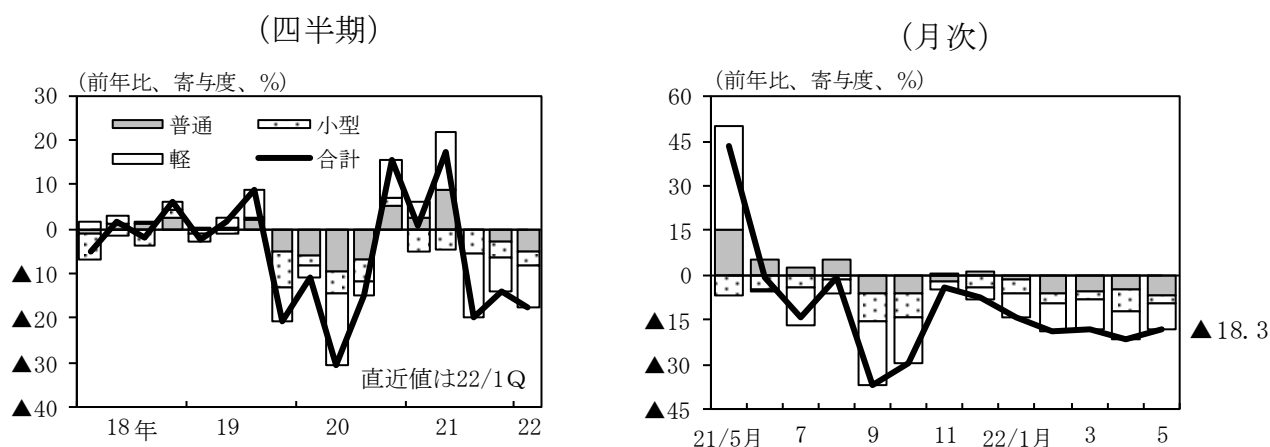 (四半期)
(前年比、寄与度、%)
30
20
10
0
▲ 10
▲ 20
▲ 30
▲ 40
普通
小型
軽
合計
直近値は22/1Q
18年
19
20
21
22
(月次)
(前年比、寄与度、%)
60
45
30
15
0
▲15
▲30
▲45
▲ 18.3
21/5月
7
9
11
22/1月
3
5